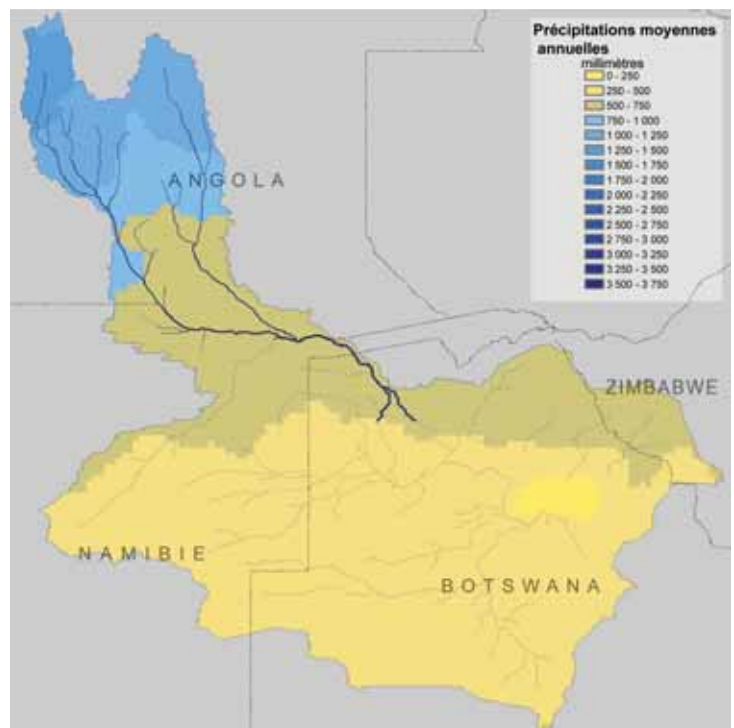 Précipitations moyennes
annuelles
millimètres
0 - 250
250 - 500
500 - 750
750 - 1 000
1 000 - 1 250
1 250 - 1 500
1 500 - 1 750
1 750 - 2 000
2 000 - 2 250
2 250 - 2 500
2 500 - 2 750
2 750 - 3 000
3 000 - 3 250
3 250 - 3 500
3 500 - 3 750
ANGOLA
ZIMBABWE
NAMIBIE
BOTSWANA